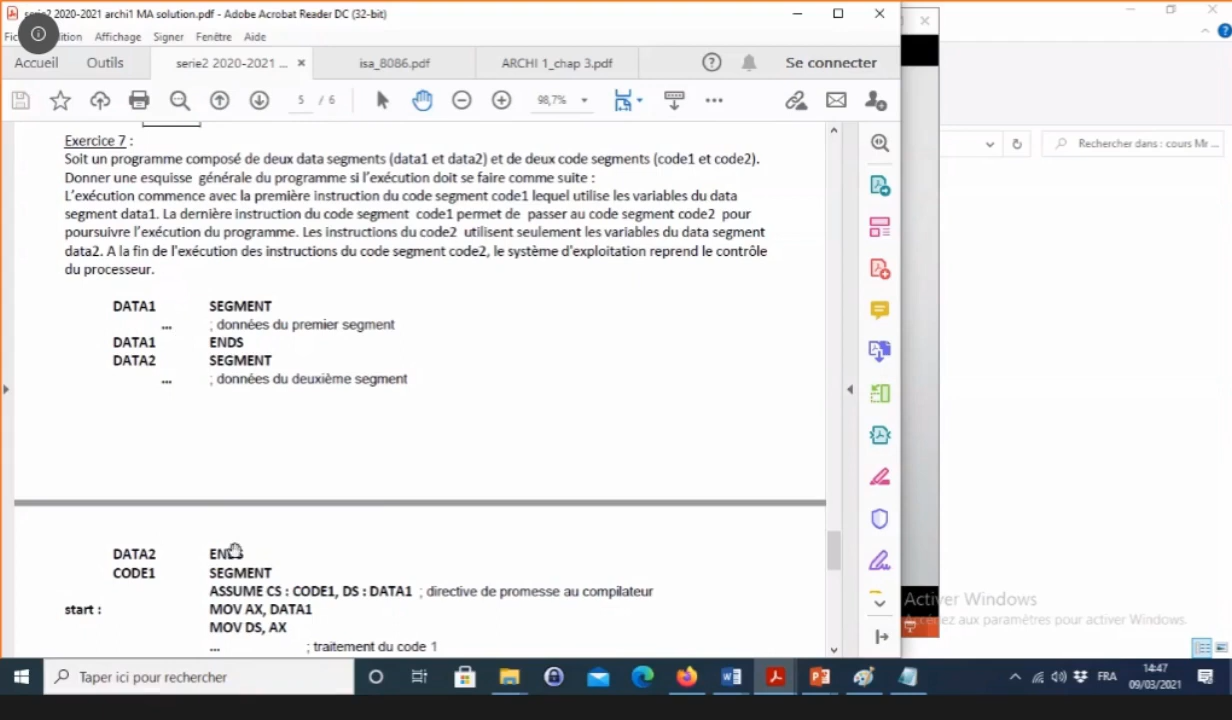 serie2 2020-2021 archi1 MA solution.pdf - Adobe Acrobat Reader DC (32-bit)
Affichage Signer Fenêtre Aide
Accueil Outils serie2 2020-2021 ... × isa_8086.pdf ARCHI 1_chap 3.pdf Se connecter
5 / 6 98,7%
Rechercher dans : cours Mr ...
Exercice 7 :
Soit un programme composé de deux data segments (data1 et data2) et de deux code segments (code1 et code2).
Donner une esquisse générale du programme si l'exécution doit se faire comme suite :
L'exécution commence avec la première instruction du code segment code1 lequel utilise les variables du data
segment data1. La dernière instruction du code segment code1 permet de passer au code segment code2 pour
poursuivre l'exécution du programme. Les instructions du code2 utilisent seulement les variables du data segment
data2. A la fin de l'exécution des instructions du code segment code2, le système d'exploitation reprend le contrôle
du processeur.
DATA1 SEGMENT
... ; données du premier segment
DATA1 ENDS
DATA2 SEGMENT
... ; données du deuxième segment
DATA2 ENDS
CODE1 SEGMENT
ASSUME CS : CODE1, DS : DATA1 ; directive de promesse au compilateur
start : MOV AX, DATA1
MOV DS, AX
... ; traitement du code 1
Activer Windows
Accédez aux paramètres pour activer Windows.
Taper ici pour rechercher
FRA
14:47
09/03/2021